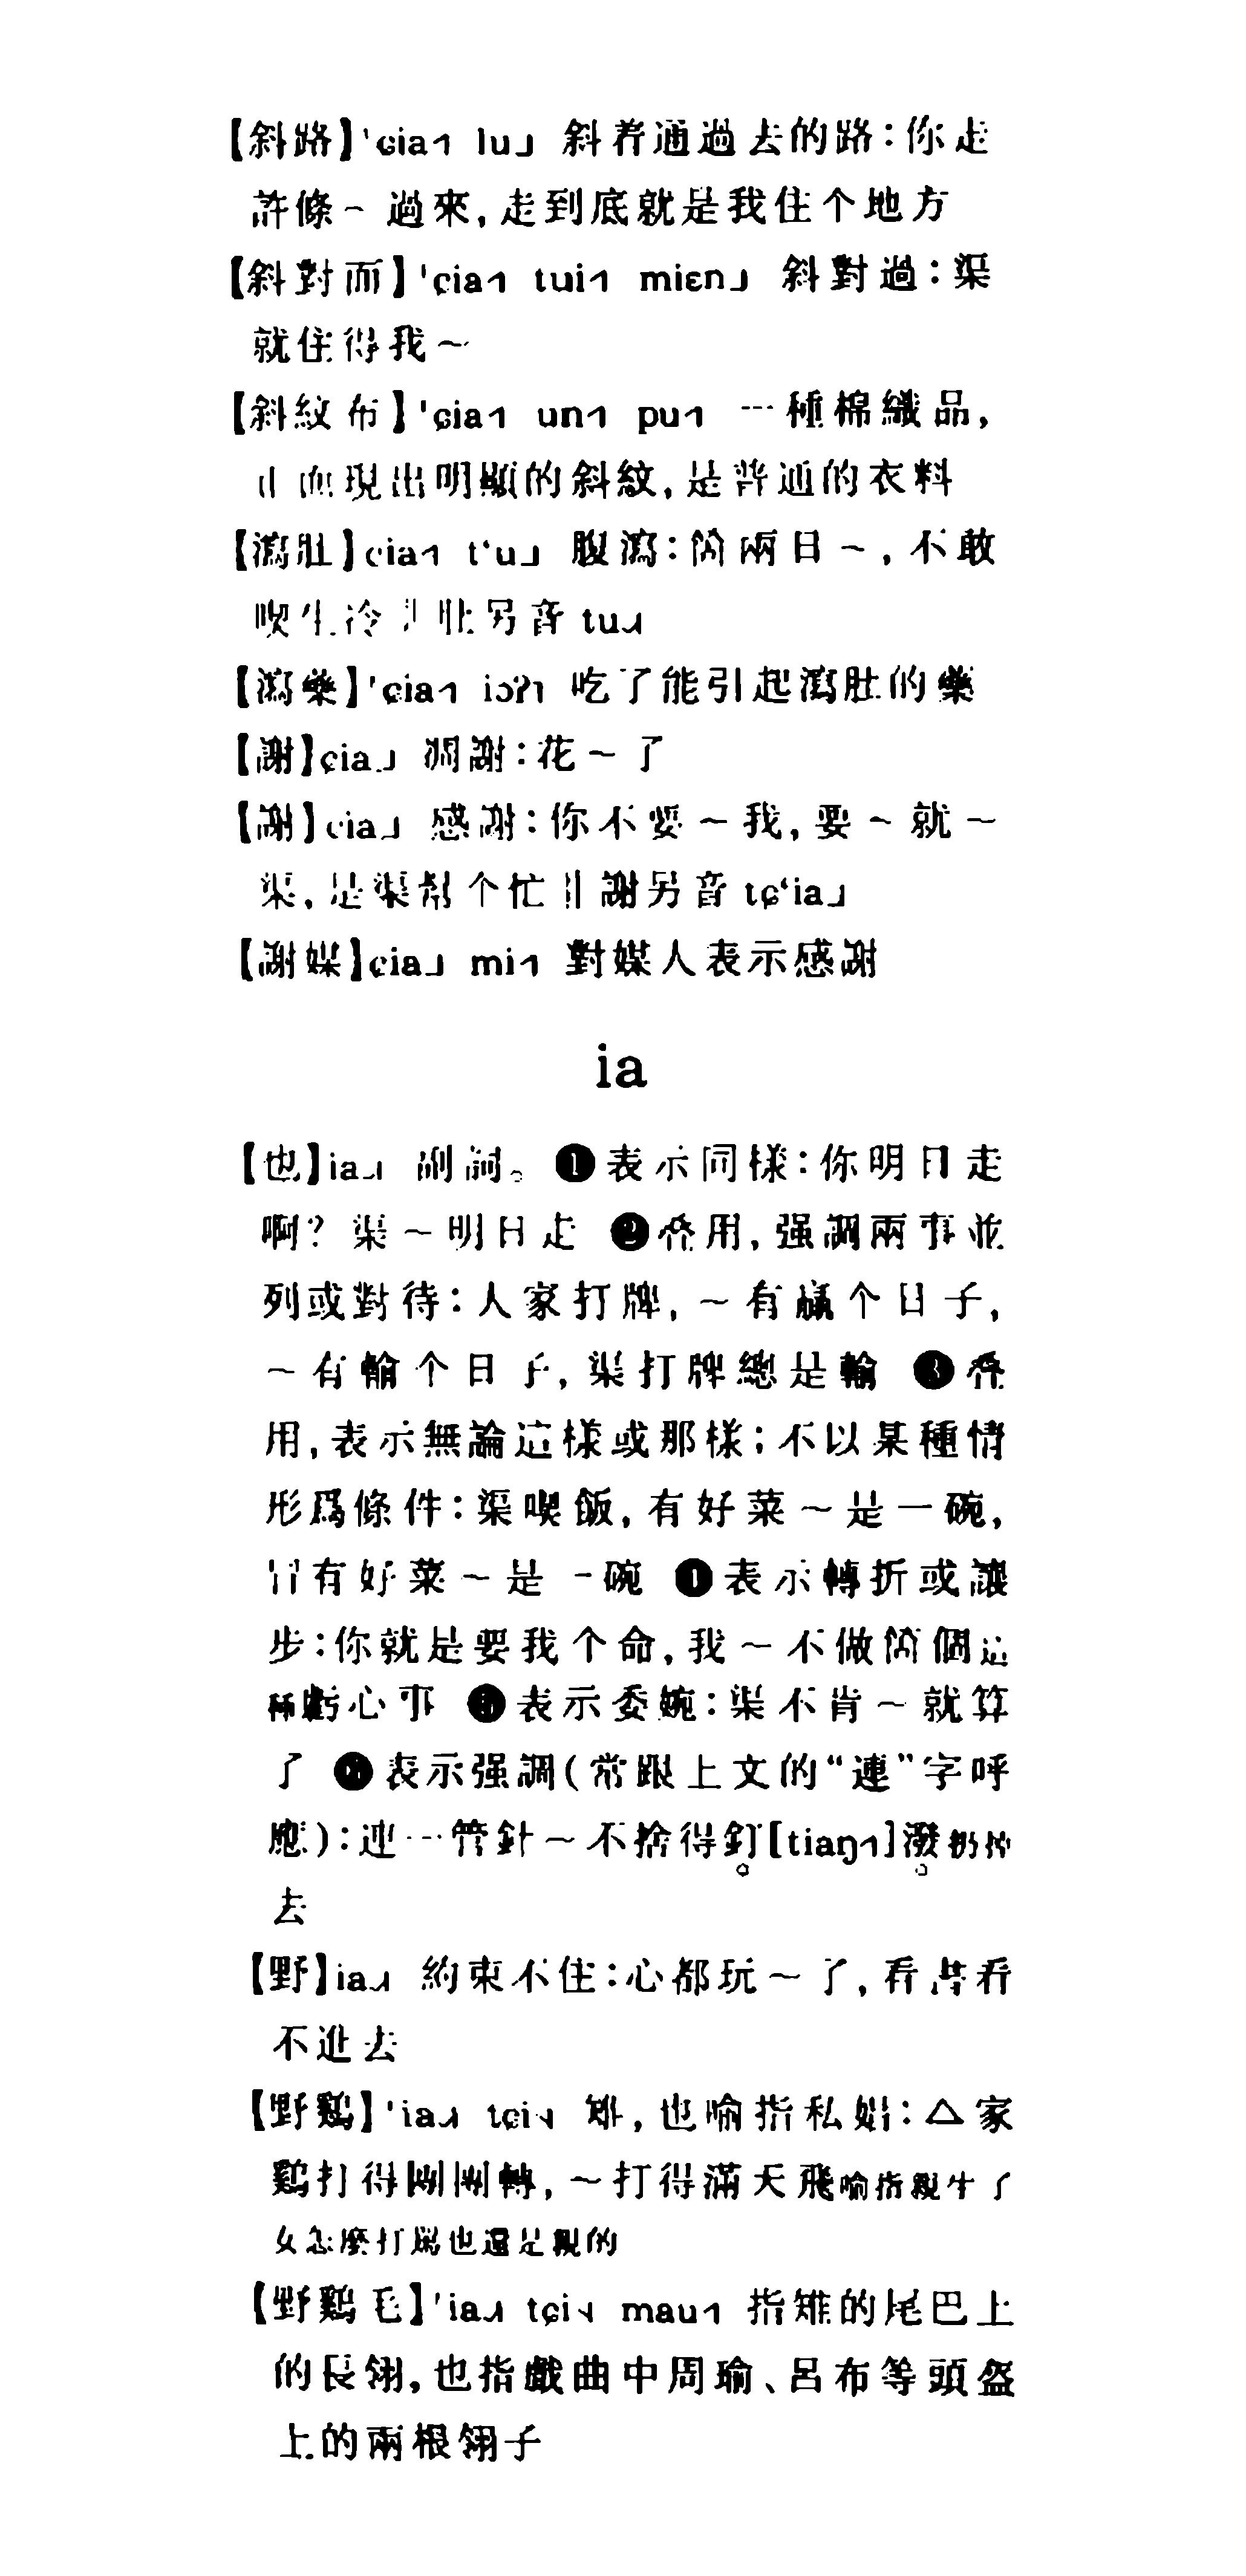 【斜路】'ɕia˧ lu˩ 斜着通過去的路：你走
許條～過來，走到底就是我住个地方
【斜對面】'ɕia˧ tui˧ miɛn˩ 斜對過：渠
就住得我～
【斜紋布】'ɕia˧ un˧ pu˧ 一種棉織品，
上面現出明顯的斜紋，是普通的衣料
【瀉肚】ɕia˧ t‘u˩ 腹瀉：箇兩日～，不敢
喫生冷‖肚另音 tu˩
【瀉藥】'ɕia˧ iɔʔ˥ 吃了能引起瀉肚的藥
【謝】ɕia˩ 凋謝：花～了
【謝】ɕia˩ 感謝：你不要～我，要～就～
渠，是渠幫个忙‖謝另音 tɕ‘ia˩
【謝媒】ɕia˩ mi˧ 對媒人表示感謝
ia
【也】ia˩ 副詞。❶表示同樣：你明日走
啊？渠～明日走 ❷叠用，强調兩事並
列或對待：人家打牌，～有贏个日子，
～有輸个日子，渠打牌總是輸 ❸叠
用，表示無論這樣或那樣；不以某種情
形爲條件：渠喫飯，有好菜～是一碗，
冒有好菜～是一碗 ❹表示轉折或讓
步：你就是要我个命，我～不做箇個這
種虧心事 ❺表示委婉：渠不肯～就算
了 ❻表示强調(常跟上文的“連”字呼
應)：連一管針～不捨得釘[tiaŋ˧]潑扔掉
去
【野】ia˩ 約束不住：心都玩～了，看書看
不進去
【野鷄】'ia˩ tɕi˨ 雉，也喻指私娼：△家
鷄打得團團轉，～打得滿天飛喻指親生了
女怎麼打駡也還是親的
【野鷄毛】'ia˩ tɕi˨ mau˧ 指雉的尾巴上
的長翎，也指戲曲中周瑜、呂布等頭盔
上的兩根翎子